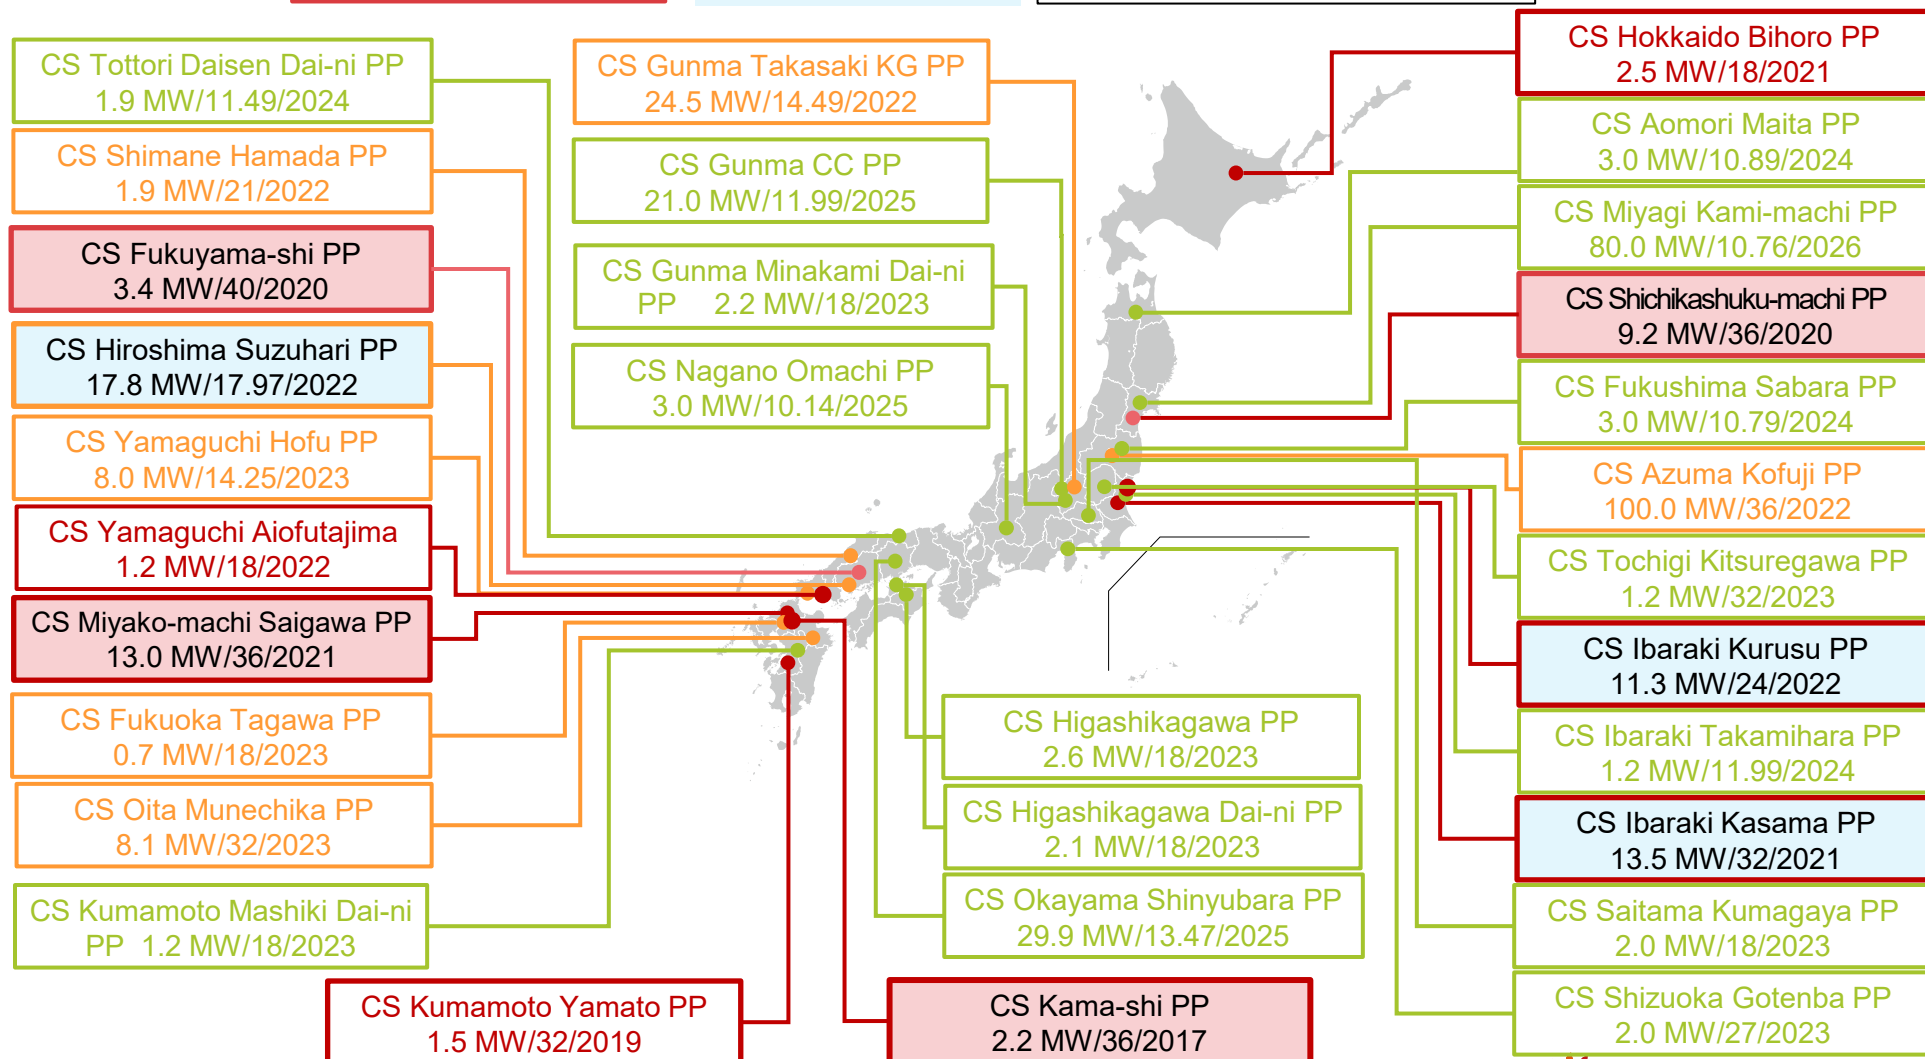 CS Tottori Daisen Dai-ni PP
1.9 MW/11.49/2024
CS Shimane Hamada PP
1.9 MW/21/2022
CS Fukuyama-shi PP
3.4 MW/40/2020
CS Hiroshima Suzuhari PP
17.8 MW/17.97/2022
CS Yamaguchi Hofu PP
8.0 MW/14.25/2023
CS Yamaguchi Aiofutajima
1.2 MW/18/2022
CS Miyako-machi Saigawa PP
13.0 MW/36/2021
CS Fukuoka Tagawa PP
0.7 MW/18/2023
CS Oita Munechika PP
8.1 MW/32/2023
CS Kumamoto Mashiki Dai-ni
PP 1.2 MW/18/2023
CS Kumamoto Yamato PP
1.5 MW/32/2019
CS Gunma Takasaki KG PP
24.5 MW/14.49/2022
CS Gunma CC PP
21.0 MW/11.99/2025
CS Gunma Minakami Dai-ni
PP 2.2 MW/18/2023
CS Nagano Omachi PP
3.0 MW/10.14/2025
CS Higashikagawa PP
2.6 MW/18/2023
CS Higashikagawa Dai-ni PP
2.1 MW/18/2023
CS Okayama Shinyubara PP
29.9 MW/13.47/2025
CS Kama-shi PP
2.2 MW/36/2017
CS Hokkaido Bihoro PP
2.5 MW/18/2021
CS Aomori Maita PP
3.0 MW/10.89/2024
CS Miyagi Kami-machi PP
80.0 MW/10.76/2026
CS Shichikashuku-machi PP
9.2 MW/36/2020
CS Fukushima Sabara PP
3.0 MW/10.79/2024
CS Azuma Kofuji PP
100.0 MW/36/2022
CS Tochigi Kitsuregawa PP
1.2 MW/32/2023
CS Ibaraki Kurusu PP
11.3 MW/24/2022
CS Ibaraki Takamihara PP
1.2 MW/11.99/2024
CS Ibaraki Kasama PP
13.5 MW/32/2021
CS Saitama Kumagaya PP
2.0 MW/18/2023
CS Shizuoka Gotenba PP
2.0 MW/27/2023